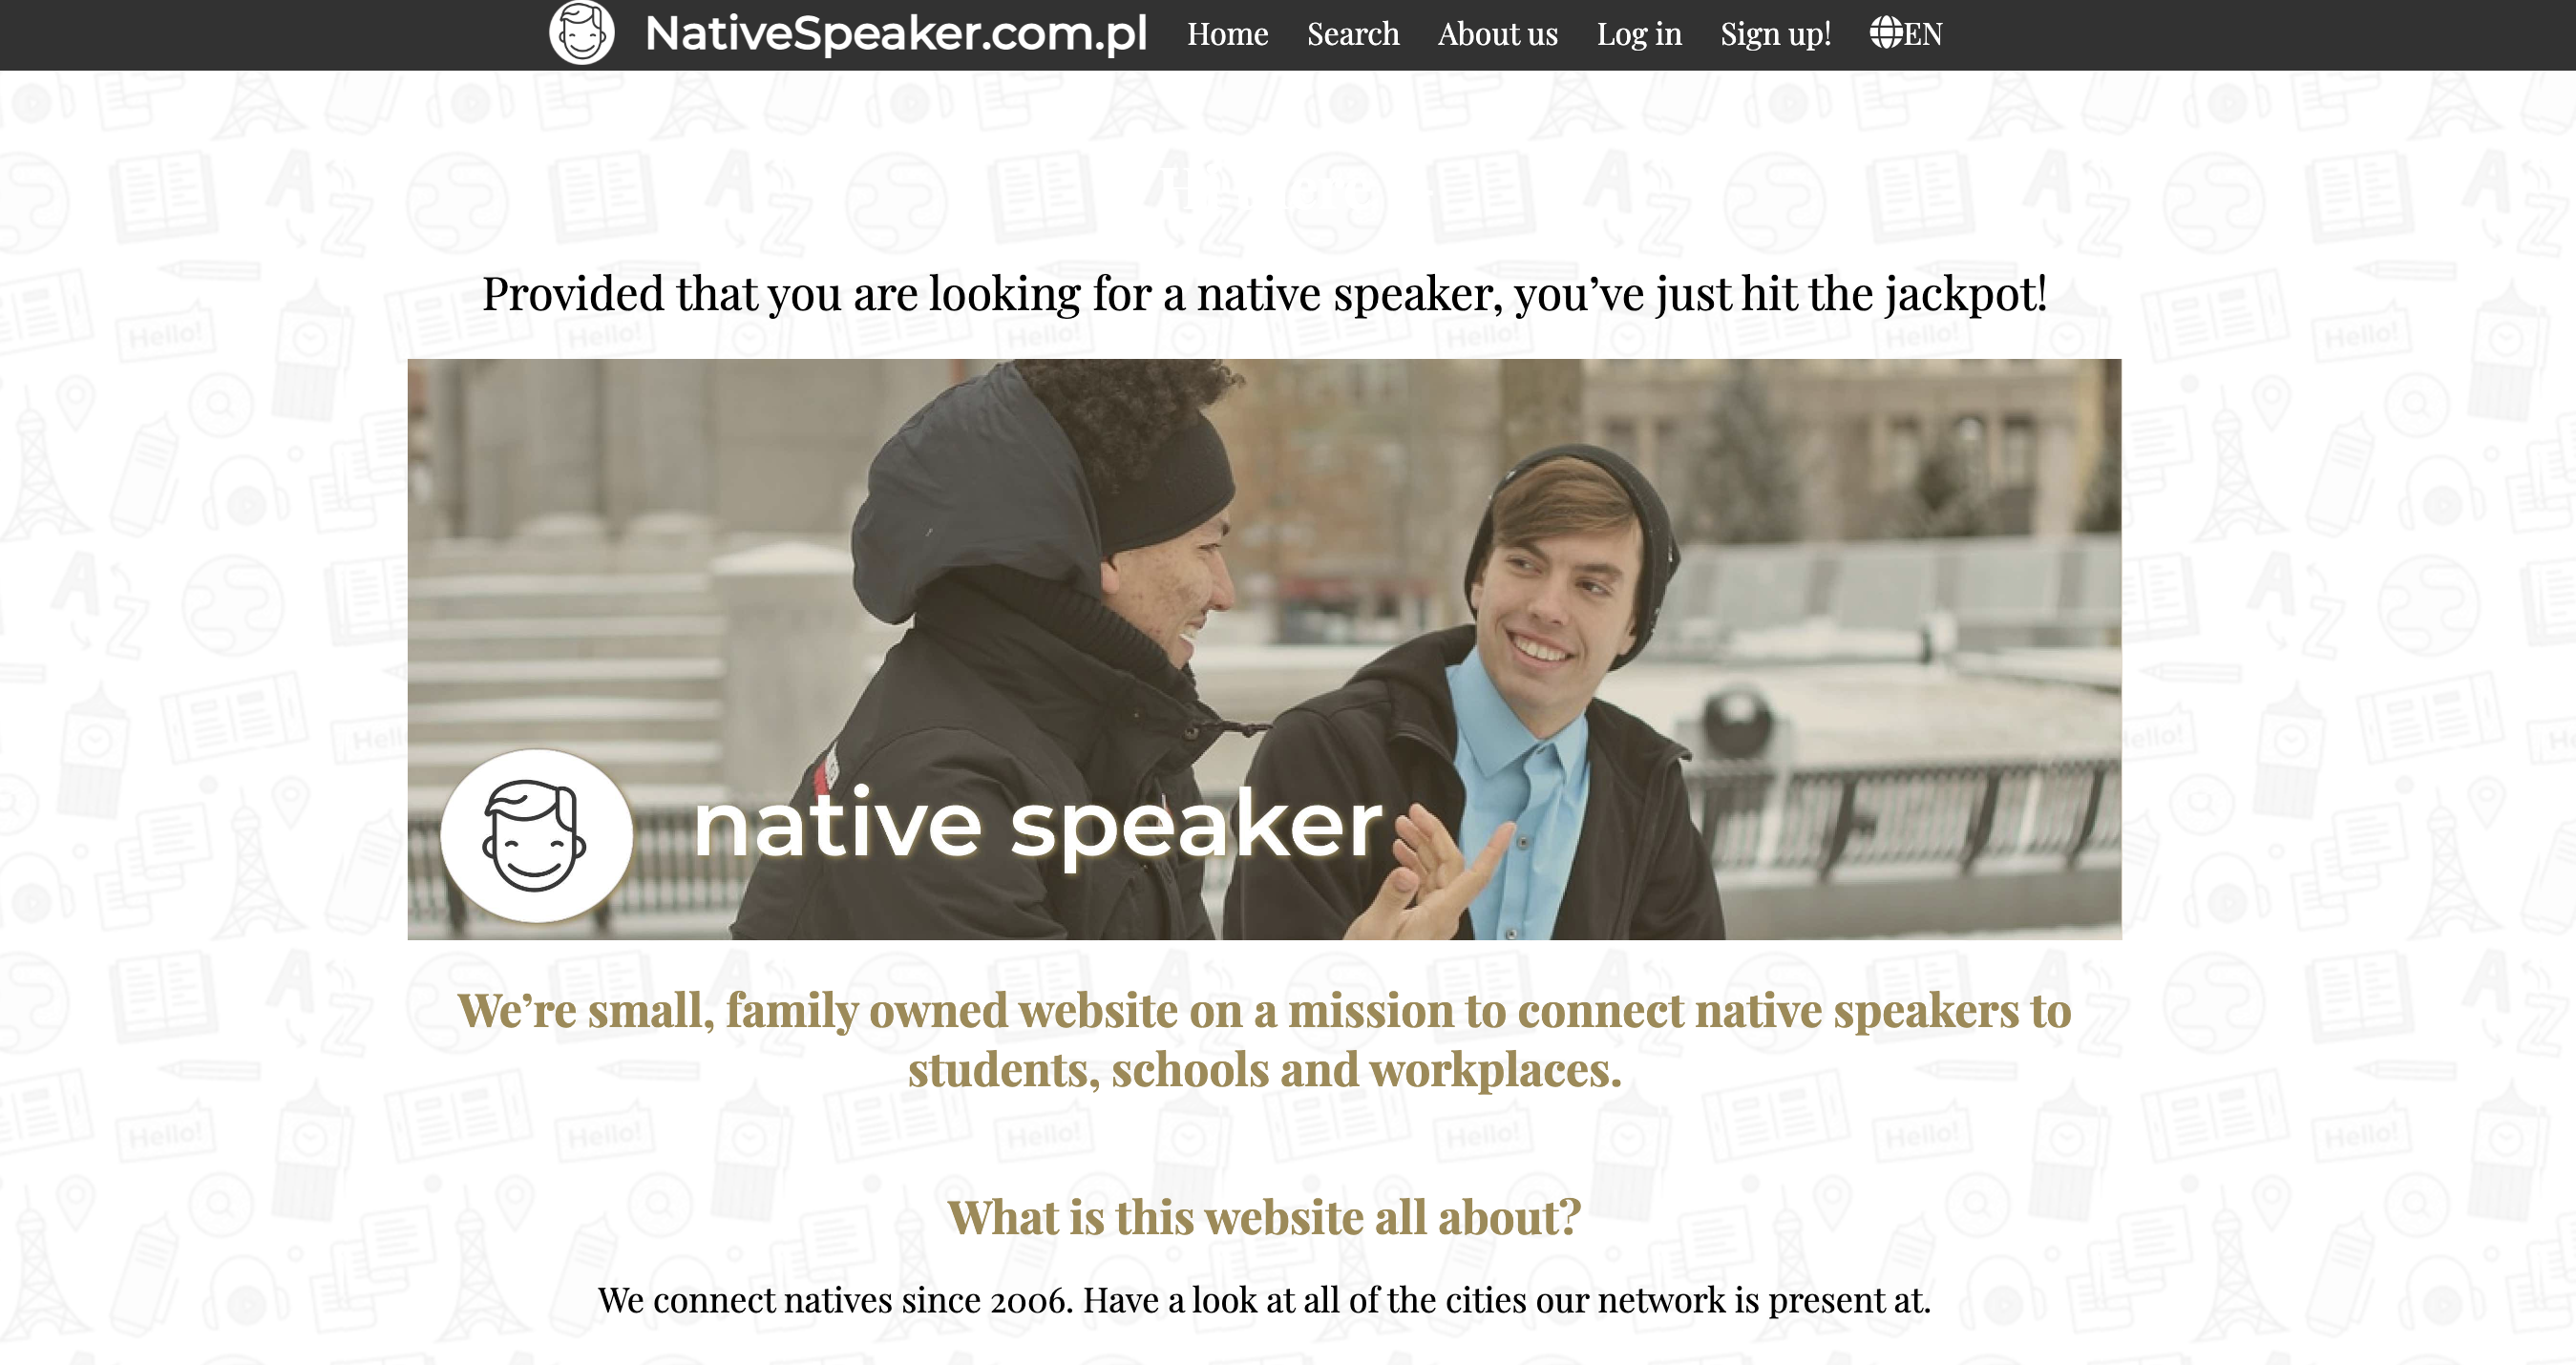 NativeSpeaker.com.pl Home Search About us Log in Sign up! EN
Provided that you are looking for a native speaker, you’ve just hit the jackpot!
native speaker
We’re small, family owned website on a mission to connect native speakers to
students, schools and workplaces.
What is this website all about?
We connect natives since 2006. Have a look at all of the cities our network is present at.